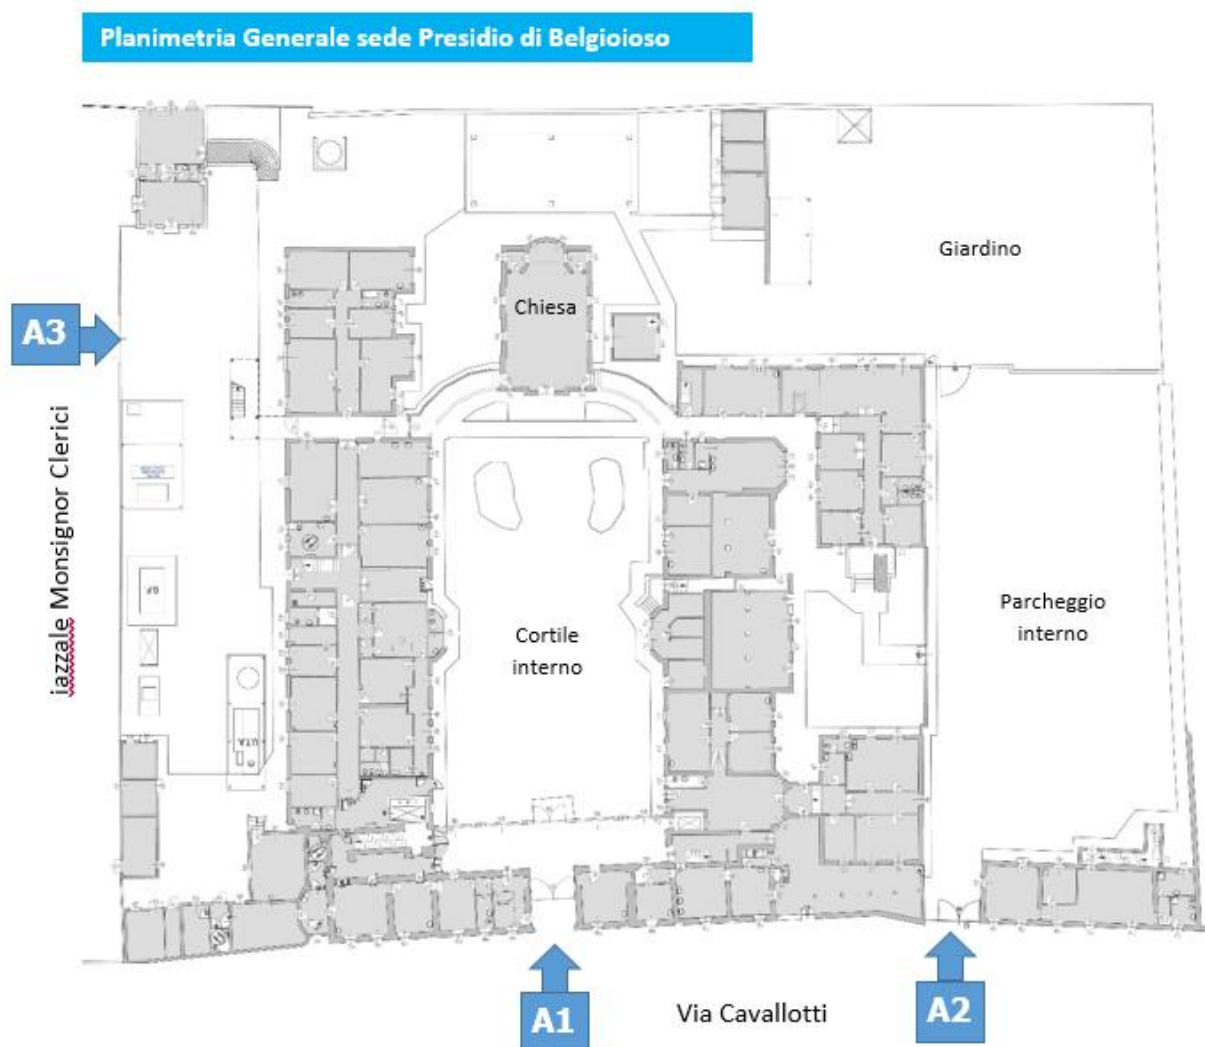 Planimetria Generale sede Presidio di Belgioioso
Giardino
Chiesa
A3
iazzale Monsignor Clerici
Parcheggio
interno
Cortile
interno
G.F.
U.T.A.
A1
Via Cavallotti
A2